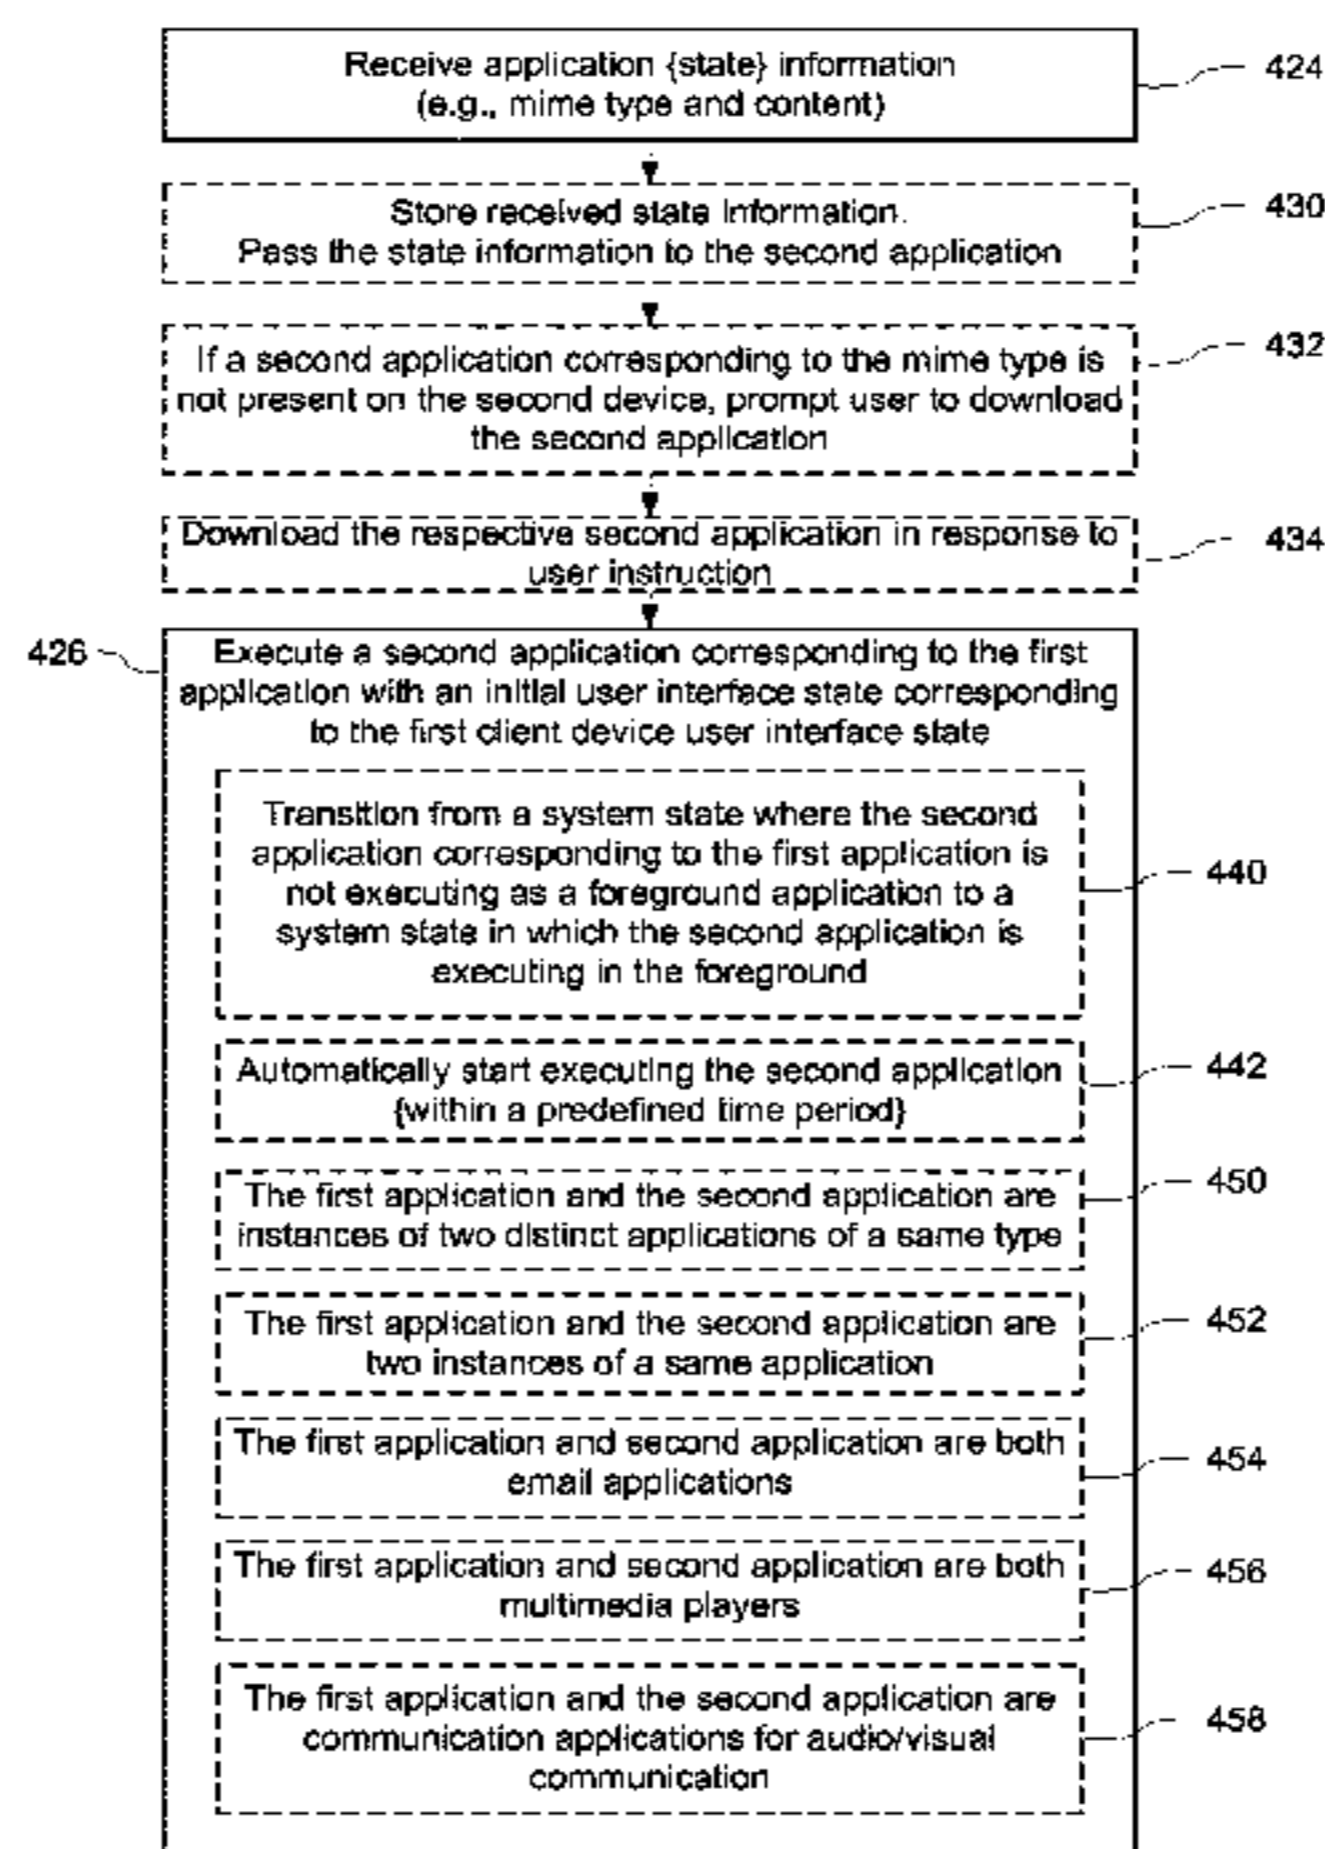 Receive application {state} information
(e.g., mime type and content)
424
Store received state information.
Pass the state information to the second application
430
If a second application corresponding to the mime type is
not present on the second device, prompt user to download
the second application
432
Download the respective second application in response to
user instruction
434
426
Execute a second application corresponding to the first
application with an initial user interface state corresponding
to the first client device user interface state
Transition from a system state where the second
application corresponding to the first application is
not executing as a foreground application to a
system state in which the second application is
executing in the foreground
440
Automatically start executing the second application
{within a predefined time period}
442
The first application and the second application are
instances of two distinct applications of a same type
450
The first application and the second application are
two instances of a same application
452
The first application and second application are both
email applications
454
The first application and second application are both
multimedia players
456
The first application and the second application are
communication applications for audio/visual
communication
458